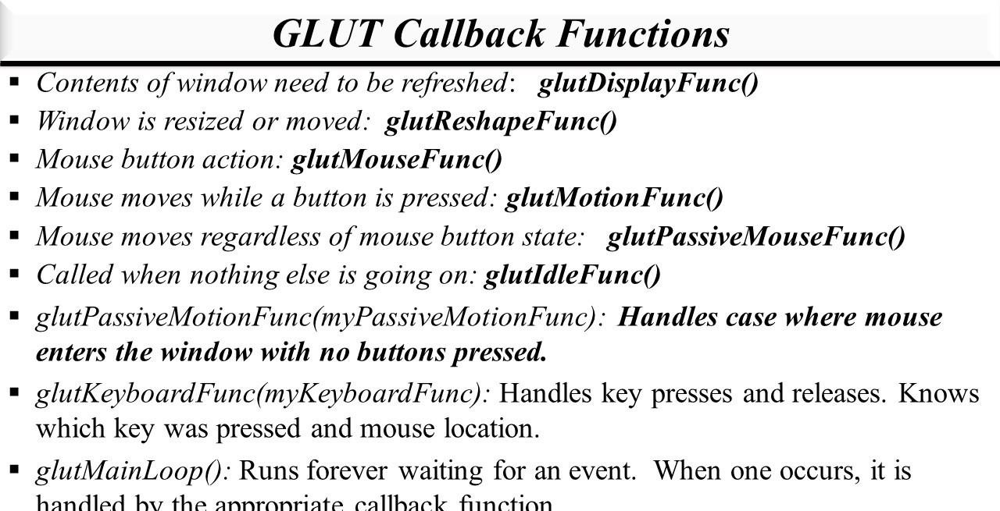 GLUT Callback Functions
▪ Contents of window need to be refreshed: glutDisplayFunc()
▪ Window is resized or moved: glutReshapeFunc()
▪ Mouse button action: glutMouseFunc()
▪ Mouse moves while a button is pressed: glutMotionFunc()
▪ Mouse moves regardless of mouse button state: glutPassiveMouseFunc()
▪ Called when nothing else is going on: glutIdleFunc()
▪ glutPassiveMotionFunc(myPassiveMotionFunc): Handles case where mouse
enters the window with no buttons pressed.
▪ glutKeyboardFunc(myKeyboardFunc): Handles key presses and releases. Knows
which key was pressed and mouse location.
▪ glutMainLoop(): Runs forever waiting for an event. When one occurs, it is
handled by the appropriate callback function